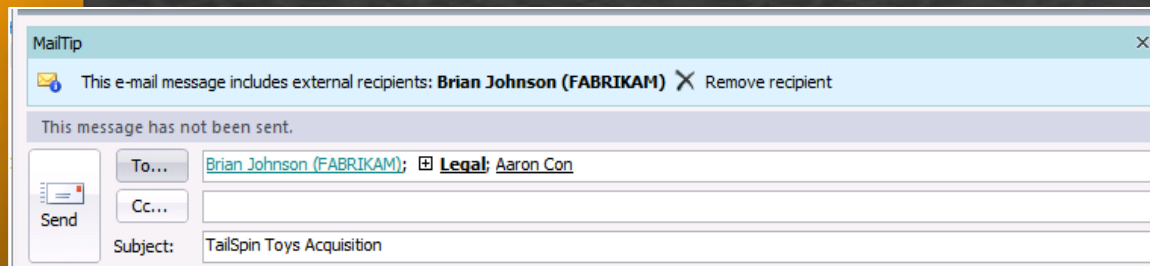 MailTip
This e-mail message includes external recipients: Brian Johnson (FABRIKAM) Remove recipient
This message has not been sent.
To... Brian Johnson (FABRIKAM); Legal; Aaron Con
Send
Cc...
Subject: TailSpin Toys Acquisition